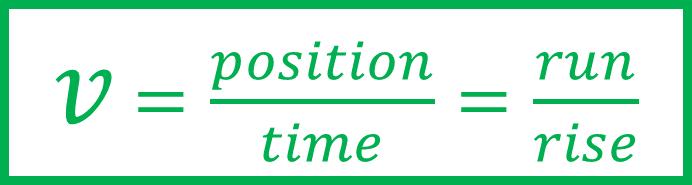 v = position/time = run/rise